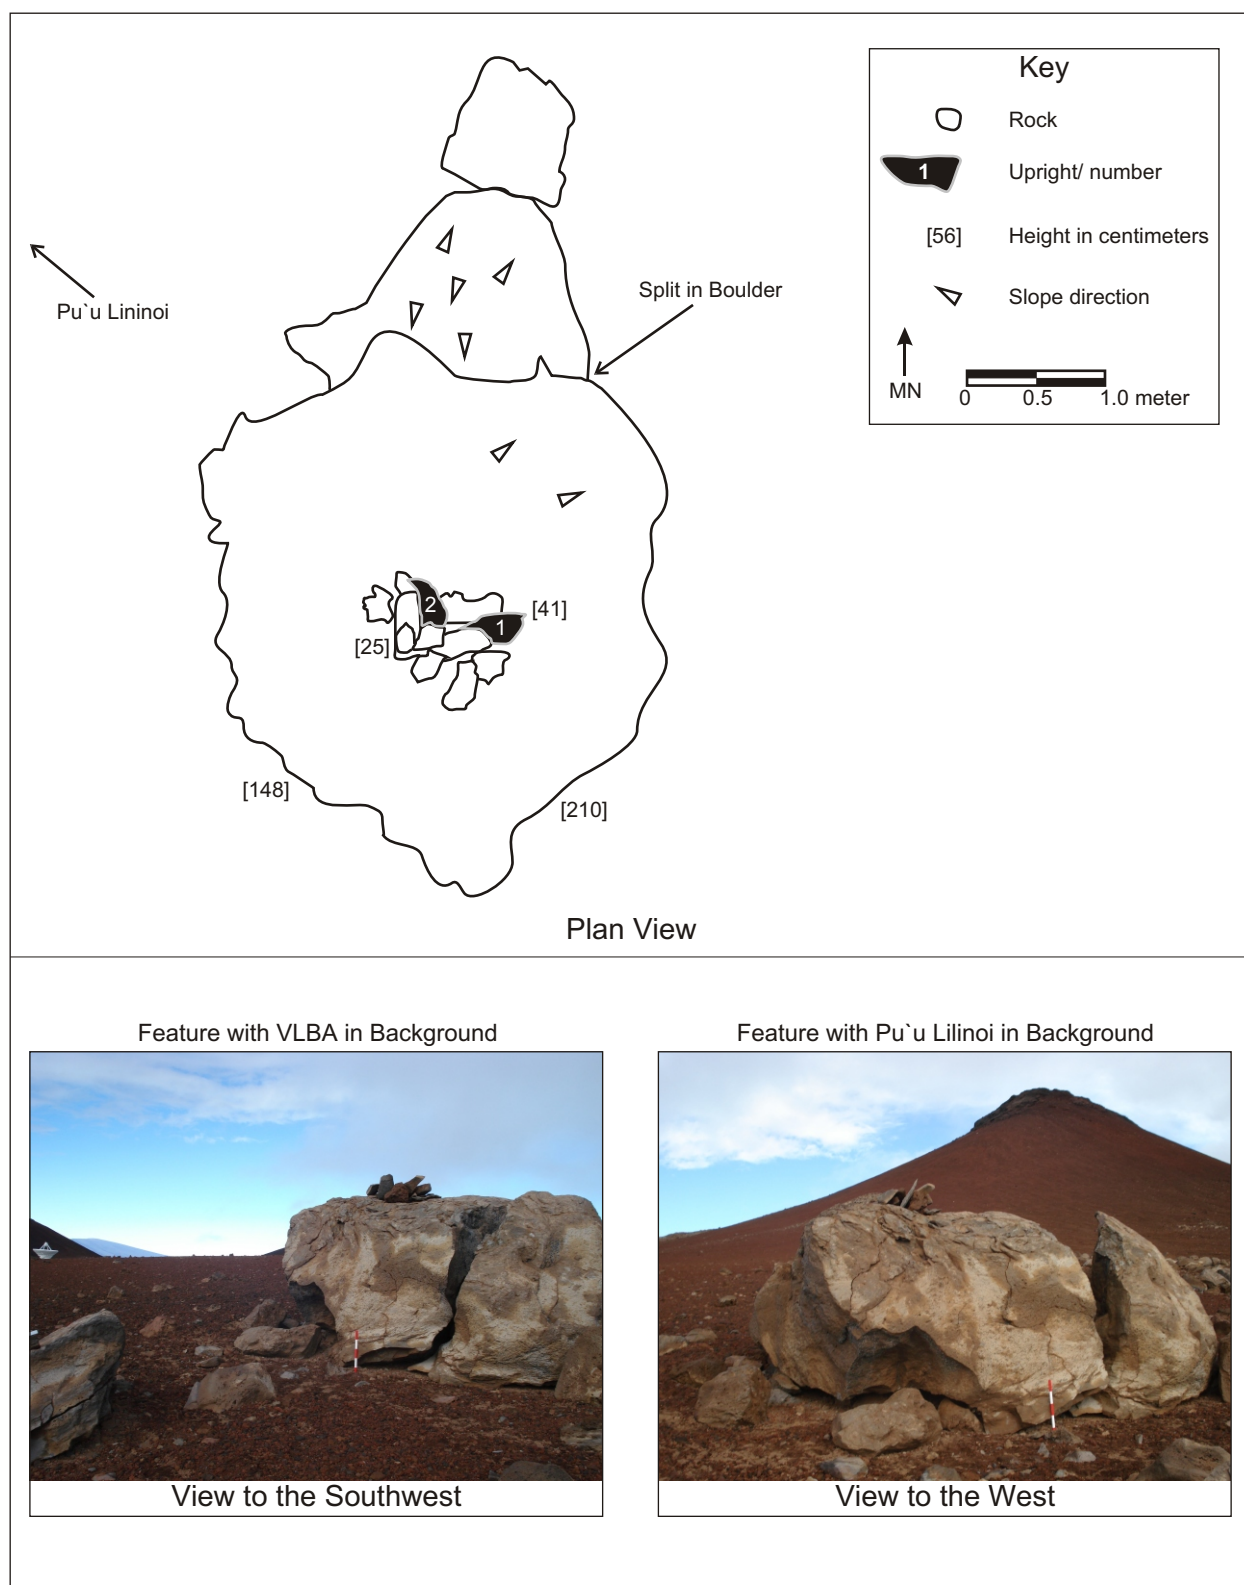 Key
Rock
1
Upright/ number
[56]
Height in centimeters
Slope direction
MN
0
0.5
1.0 meter
Pu`u Lininoi
Split in Boulder
2
1
[41]
[25]
[148]
[210]
Plan View
Feature with VLBA in Background
View to the Southwest
Feature with Pu`u Lilinoi in Background
View to the West